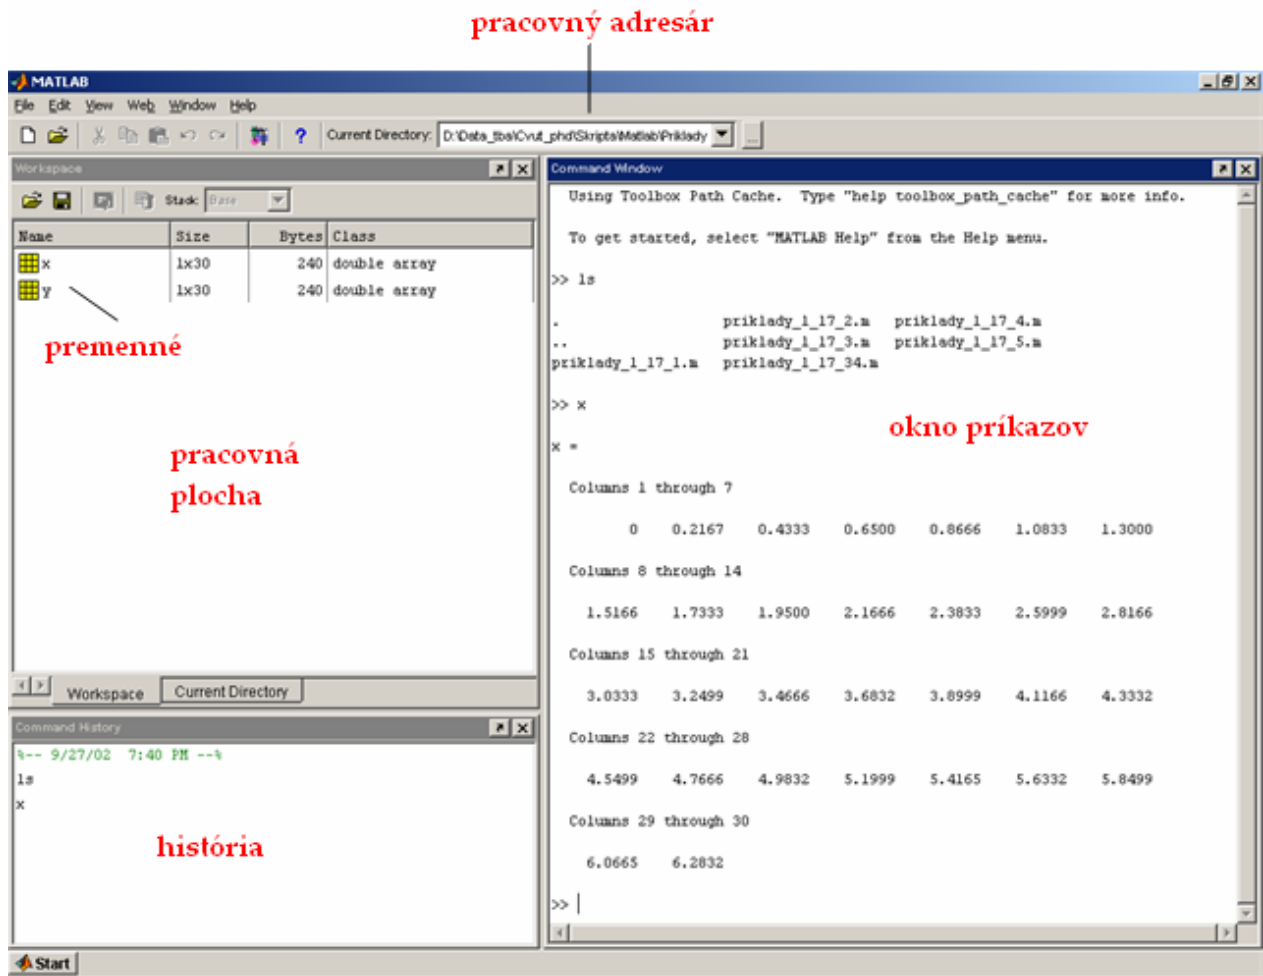 pracovný adresár
MATLAB
File Edit View Web Window Help
Current Directory: D:\Data_tba\Cvut_phd\Skripta\Matlab\Priklady
...
Workspace
Stack: Base
Name Size Bytes Class
x 1x30 240 double array
y 1x30 240 double array
premenné
pracovná
plocha
Workspace Current Directory
Command History
%-- 9/27/02 7:40 PM --%
ls
x
história
Command Window
Using Toolbox Path Cache. Type "help toolbox_path_cache" for more info.
To get started, select "MATLAB Help" from the Help menu.
>> ls
. priklady_1_17_2.m priklady_1_17_4.m
.. priklady_1_17_3.m priklady_1_17_5.m
priklady_1_17_1.m priklady_1_17_34.m
>> x
okno príkazov
x =
Columns 1 through 7
0 0.2167 0.4333 0.6500 0.8666 1.0833 1.3000
Columns 8 through 14
1.5166 1.7333 1.9500 2.1666 2.3833 2.5999 2.8166
Columns 15 through 21
3.0333 3.2499 3.4666 3.6832 3.8999 4.1166 4.3332
Columns 22 through 28
4.5499 4.7666 4.9832 5.1999 5.4165 5.6332 5.8499
Columns 29 through 30
6.0665 6.2832
>>
Start